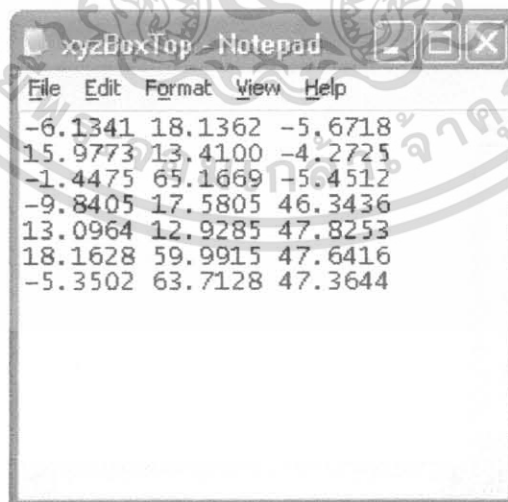 xyzBoxTop - Notepad
File Edit Format View Help
-6.1341 18.1362 -5.6718
15.9773 13.4100 -4.2725
-1.4475 65.1669 -5.4512
-9.8405 17.5805 46.3436
13.0964 12.9285 47.8253
18.1628 59.9915 47.6416
-5.3502 63.7128 47.3644